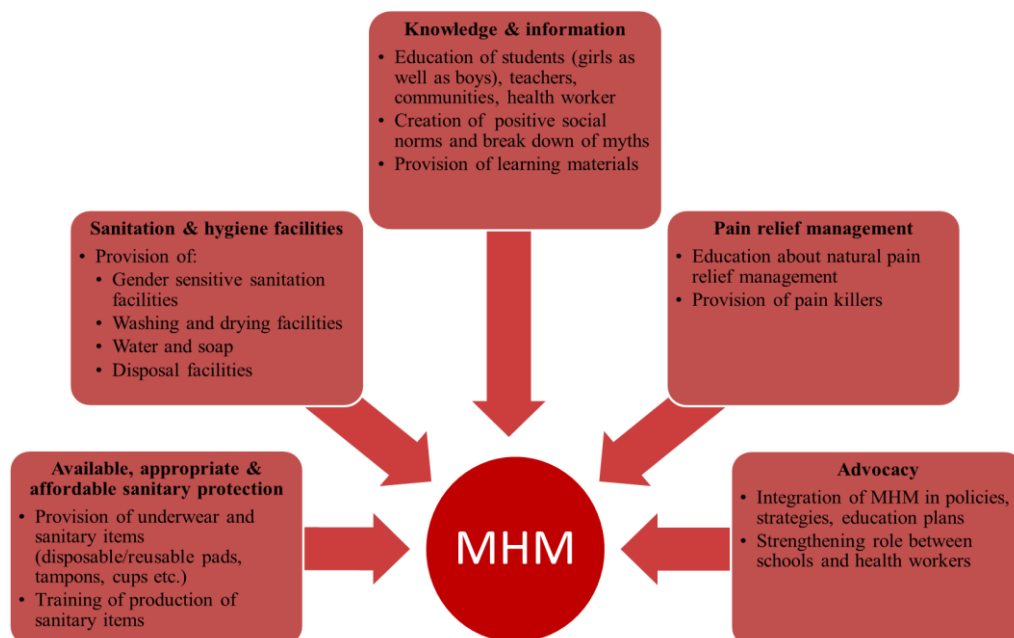 Knowledge & information
• Education of students (girls as
well as boys), teachers,
communities, health worker
• Creation of positive social
norms and break down of myths
• Provision of learning materials
Sanitation & hygiene facilities
• Provision of:
• Gender sensitive sanitation
facilities
• Washing and drying facilities
• Water and soap
• Disposal facilities
Pain relief management
• Education about natural pain
relief management
• Provision of pain killers
Available, appropriate &
affordable sanitary protection
• Provision of underwear and
sanitary items
(disposable/reusable pads,
tampons, cups etc.)
• Training of production of
sanitary items
MHM
Advocacy
• Integration of MHM in policies,
strategies, education plans
• Strengthening role between
schools and health workers